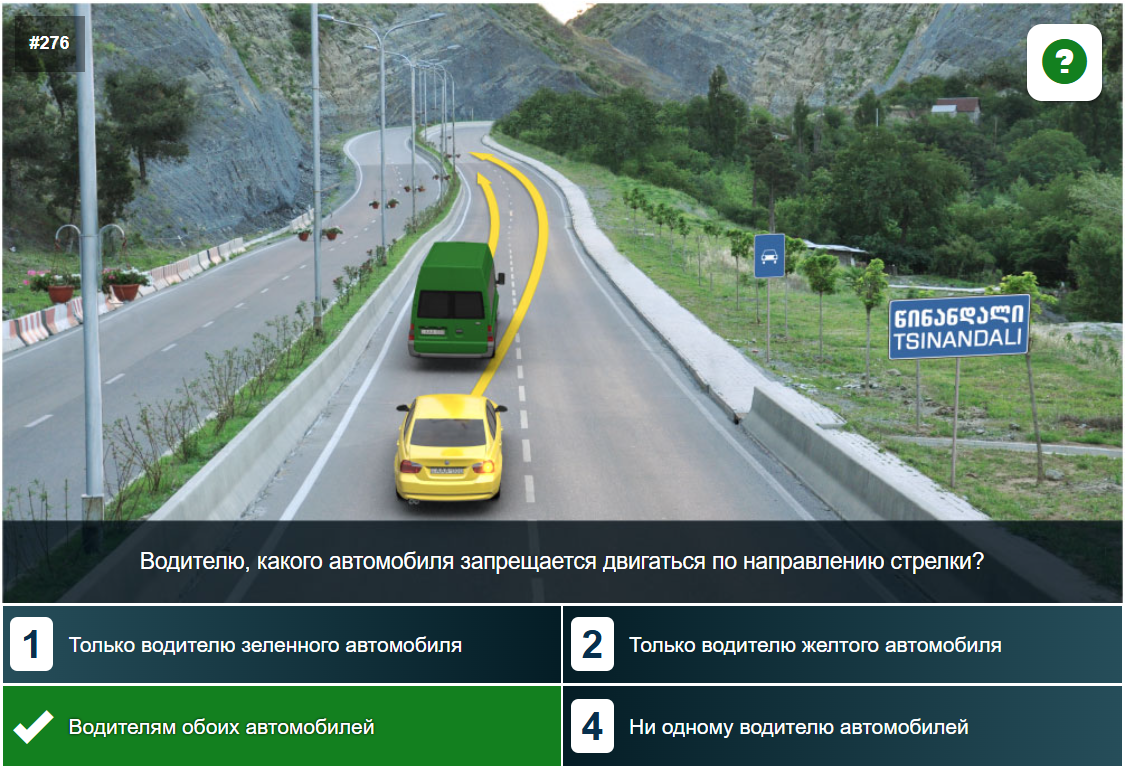 #276
?
წინანდალი
TSINANDALI
Водителю, какого автомобиля запрещается двигаться по направлению стрелки?
1 Только водителю зеленного автомобиля
2 Только водителю желтого автомобиля
Водителям обоих автомобилей
4 Ни одному водителю автомобилей